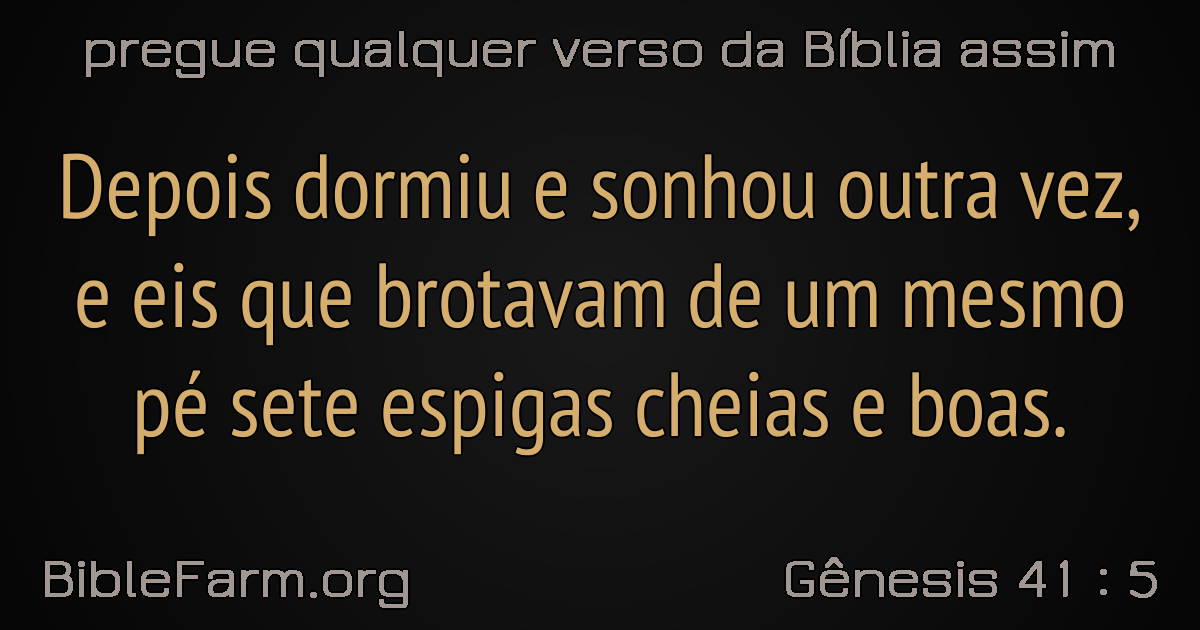 pregue qualquer verso da Bíblia assim
Depois dormiu e sonhou outra vez,
e eis que brotavam de um mesmo
pé sete espigas cheias e boas.
BibleFarm.org
Gênesis 41 : 5